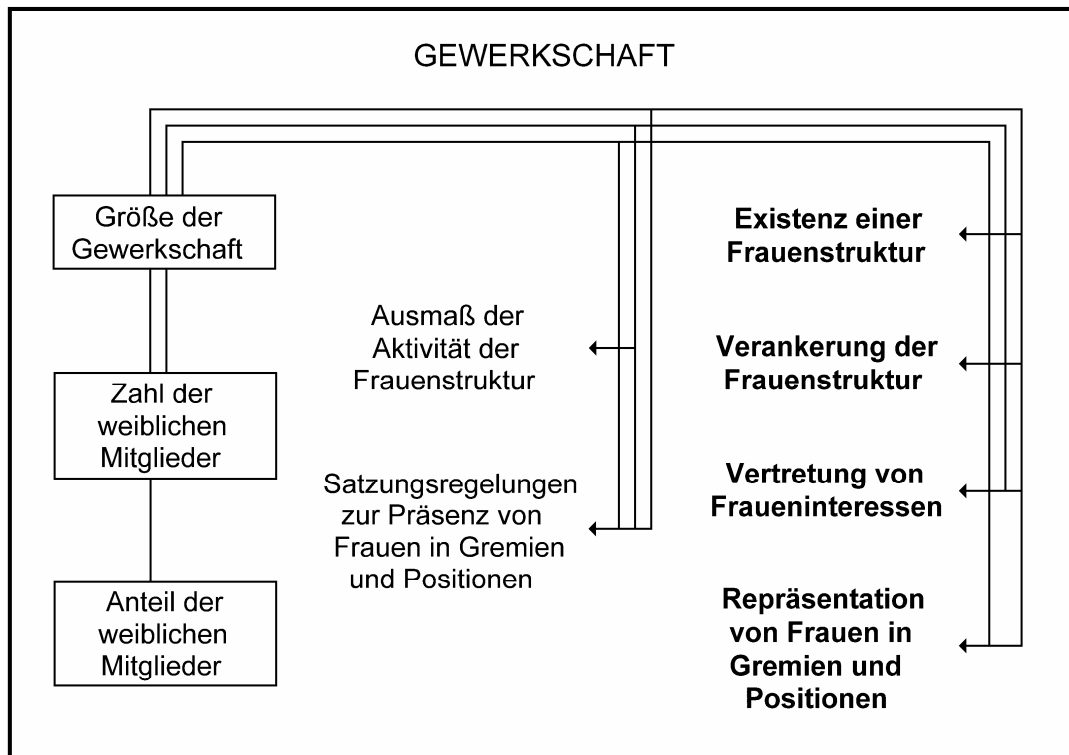 GEWERKSCHAFT
Größe der
Gewerkschaft
Zahl der
weiblichen
Mitglieder
Anteil der
weiblichen
Mitglieder
Ausmaß der
Aktivität der
Frauenstruktur
Satzungsregelungen
zur Präsenz von
Frauen in Gremien
und Positionen
Existenz einer
Frauenstruktur
Verankerung der
Frauenstruktur
Vertretung von
Fraueninteressen
Repräsentation
von Frauen in
Gremien und
Positionen